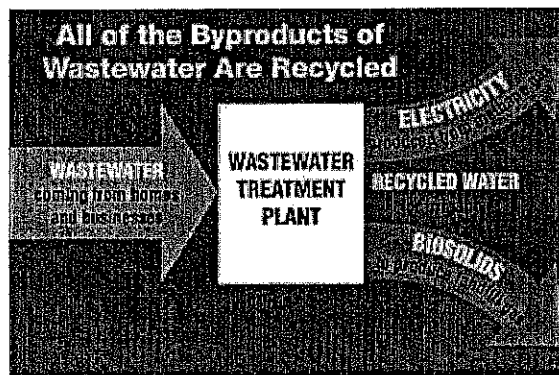 All of the Byproducts of
Wastewater Are Recycled
WASTEWATER
coming from homes
and businesses
WASTEWATER
TREATMENT
PLANT
ELECTRICITY
RECYCLED WATER
BIOSOLIDS